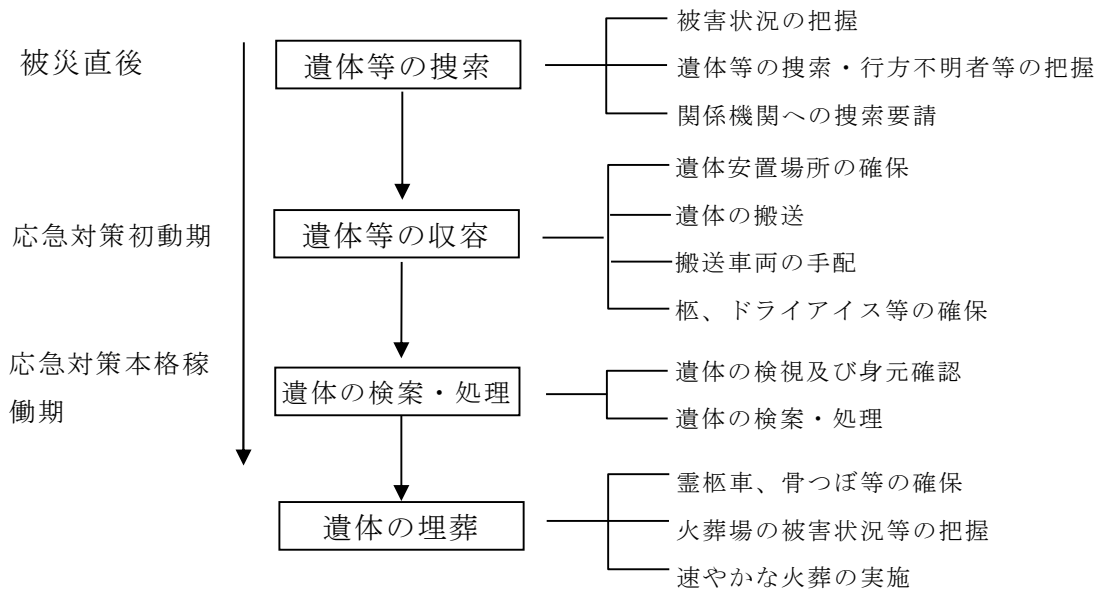 被災直後
遺体等の捜索
被害状況の把握
遺体等の捜索・行方不明者等の把握
関係機関への捜索要請
応急対策初動期
遺体等の収容
遺体安置場所の確保
遺体の搬送
搬送車両の手配
柩、ドライアイス等の確保
応急対策本格稼
働期
遺体の検案・処理
遺体の検視及び身元確認
遺体の検案・処理
遺体の埋葬
霊柩車、骨つぼ等の確保
火葬場の被害状況等の把握
速やかな火葬の実施